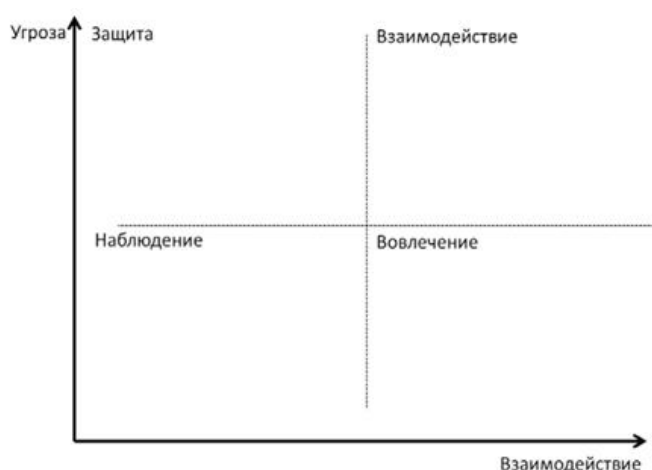 Угроза
Защита
Взаимодействие
Наблюдение
Вовлечение
Взаимодействие